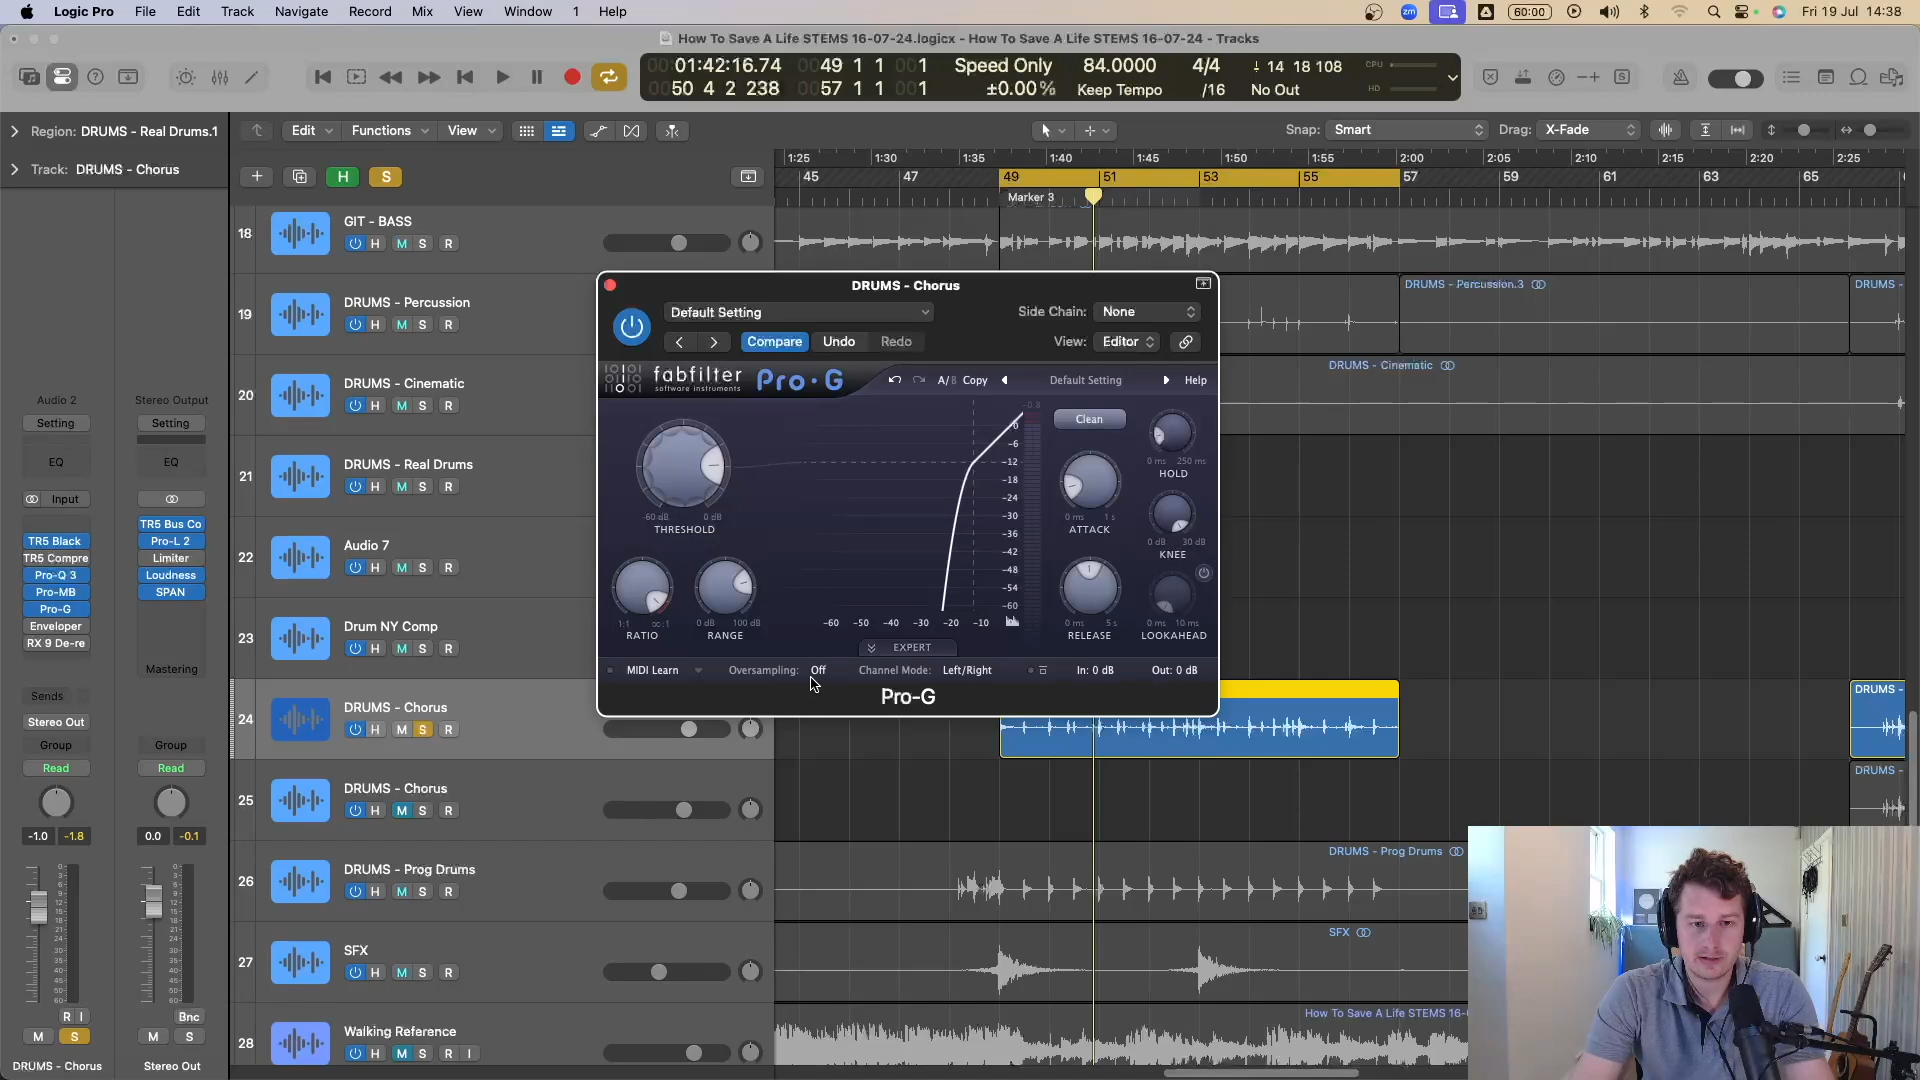 Logic Pro File Edit Track Navigate Record Mix View Window 1 Help
zm 60:00 Fri 19 Jul 14:38
How To Save A Life STEMS 16-07-24.logicx - How To Save A Life STEMS 16-07-24 - Tracks
01:42:16.74 49 1 1 001 Speed Only 84.0000 4/4 14 18 108 CPU
50 4 2 238 57 1 1 001 ±0.00% Keep Tempo /16 No Out HD
Region: DRUMS - Real Drums.1
Edit Functions View Snap: Smart Drag: X-Fade
Track: DRUMS - Chorus
H S
1:25 1:30 1:35 1:40 1:45 1:50 1:55 2:00 2:05 2:10 2:15 2:20 2:25
45 47 49 51 53 55 57 59 61 63 65
Marker 3
18 GIT - BASS
H M S R
19 DRUMS - Percussion
H M S R
DRUMS - Percussion.3
DRUMS -
20 DRUMS - Cinematic
H M S R
DRUMS - Cinematic
21 DRUMS - Real Drums
H M S R
22 Audio 7
H M S R
23 Drum NY Comp
H M S R
24 DRUMS - Chorus
H M S R
DRUMS -
25 DRUMS - Chorus
H M S R
DRUMS -
26 DRUMS - Prog Drums
H M S R
DRUMS - Prog Drums
27 SFX
H M S R
SFX
28 Walking Reference
H M S R I
How To Save A Life STEMS 16-
Audio 2 Stereo Output
Setting Setting
EQ EQ
Input
TR5 Black
TR5 Compre
Pro-Q 3
Pro-MB
Pro-G
Enveloper
RX 9 De-re
TR5 Bus Co
Pro-L 2
Limiter
Loudness
SPAN
Mastering
Sends
Stereo Out
Group Group
Read Read
-1.0 -1.8 0.0 -0.1
R I Bnc
M S M S
DRUMS - Chorus Stereo Out
DRUMS - Chorus
Default Setting Side Chain: None
Compare Undo Redo View: Editor
fabfilter
software instruments
Pro·G
A/B Copy Default Setting Help
Clean
-0.8
0
-6
-12
-18
-24
-30
-36
-42
-48
-54
-60
-60 -50 -40 -30 -20 -10
-60 dB 0 dB
THRESHOLD
1:1 ∞:1
RATIO
0 dB 100 dB
RANGE
0 ms 1 s
ATTACK
0 ms 5 s
RELEASE
0 ms 250 ms
HOLD
0 dB 30 dB
KNEE
0 ms 10 ms
LOOKAHEAD
EXPERT
MIDI Learn Oversampling: Off Channel Mode: Left/Right In: 0 dB Out: 0 dB
Pro-G